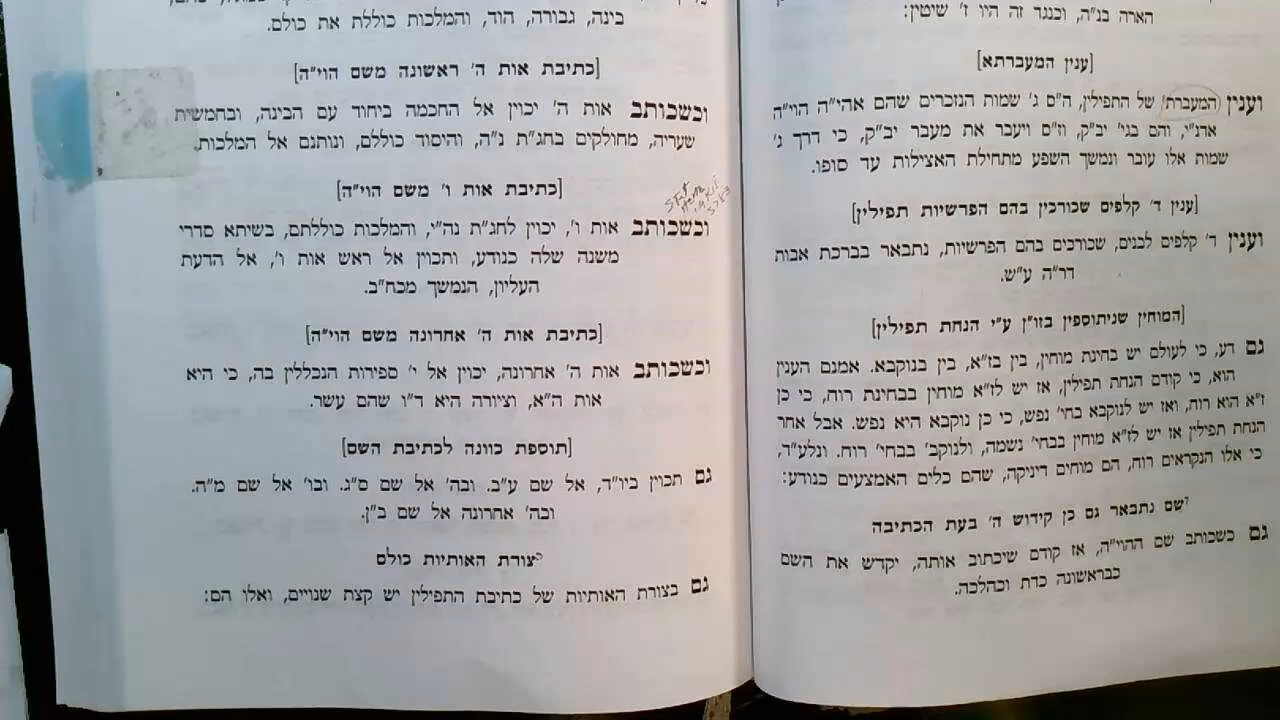 הארה בנ"ה, וכנגד זה היו ז' שיטין:
[ענין המעברתא]
וענין המעברת' של התפילין, ה"ס ג' שמות הנזכרים שהם אהי"ה הוי"ה
אדנ"י, והם בגי' יב"ק, וז"ס ויעבר את מעבר יב"ק, כי דרך ג'
שמות אלו עובר ונמשך השפע מתחילת האצילות עד סופו.
[ענין ד' קלפים שכורכין בהם הפרשיות תפילין]
וענין ד' קלפים לבנים, שכורכים בהם הפרשיות, נתבאר בברכת אבות
דר"ה ע"ש.
[המוחין שניתוספין בזו"ן ע"י הנחת תפילין]
גם דע, כי לעולם יש בחינת מוחין, בין בז"א, בין בנוקבא. אמנם הענין
הוא, כי קודם הנחת תפילין, אז יש לז"א מוחין בבחינת רוח, כי כן
ז"א הוא רוח, ואז יש לנוקבא בחי' נפש, כי כן נוקבא היא נפש. אבל אחר
הנחת תפילין אז יש לז"א מוחין בבחי' נשמה, ולנוקב' בבחי' רוח. ונלע"ד,
כי אלו הנקראים רוח, הם מוחים דיניקה, שהם כלים האמצעים כנודע:
שם נתבאר גם כן קידוש ה' בעת הכתיבה
גם כשכותב שם ההוי"ה, אז קודם שיכתוב אותה, יקדש את השם
כבראשונה כדת וכהלכה.
בינה, גבורה, הוד, והמלכות כוללת את כולם.
[כתיבת אות ה' ראשונה משם הוי"ה]
וכשכותב אות ה' יכוין אל החכמה ביחוד עם הבינה, ובחמשית
שעריה, מחולקים בחג"ת נ"ה, והיסוד כוללם, ונותנם אל המלכות.
[כתיבת אות ו' משם הוי"ה]
וכשכותב אות ו', יכוין לחג"ת נה"י, והמלכות כוללתם, בשיתא סדרי
משנה שלה כנודע, ותכוין אל ראש אות ו', אל הדעת
העליון, הנמשך מכח"ב.
[כתיבת אות ה' אחרונה משם הוי"ה]
וכשכותב אות ה' אחרונה, יכוין אל י' ספירות הנכללין בה, כי היא
אות ה"א, וציורה היא ד"ו שהם עשר.
[תוספת כוונה לכתיבת השם]
גם תכוין ביו"ד, אל שם ע"ב. ובה' אל שם ס"ג. ובו' אל שם מ"ה.
ובה' אחרונה אל שם ב"ן.
צורת האותיות כולם
גם בצורת האותיות של כתיבת התפילין יש קצת שנויים, ואלו הם: